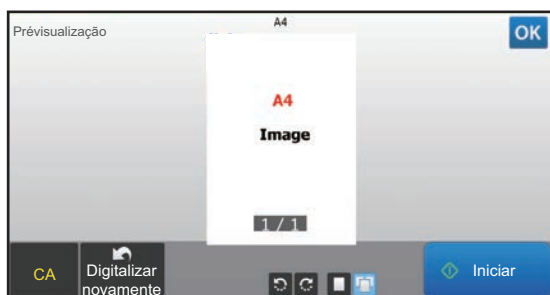 A4
Prévisualização
OK
A4
Image
1 / 1
CA
Digitalizar
novamente
Iniciar